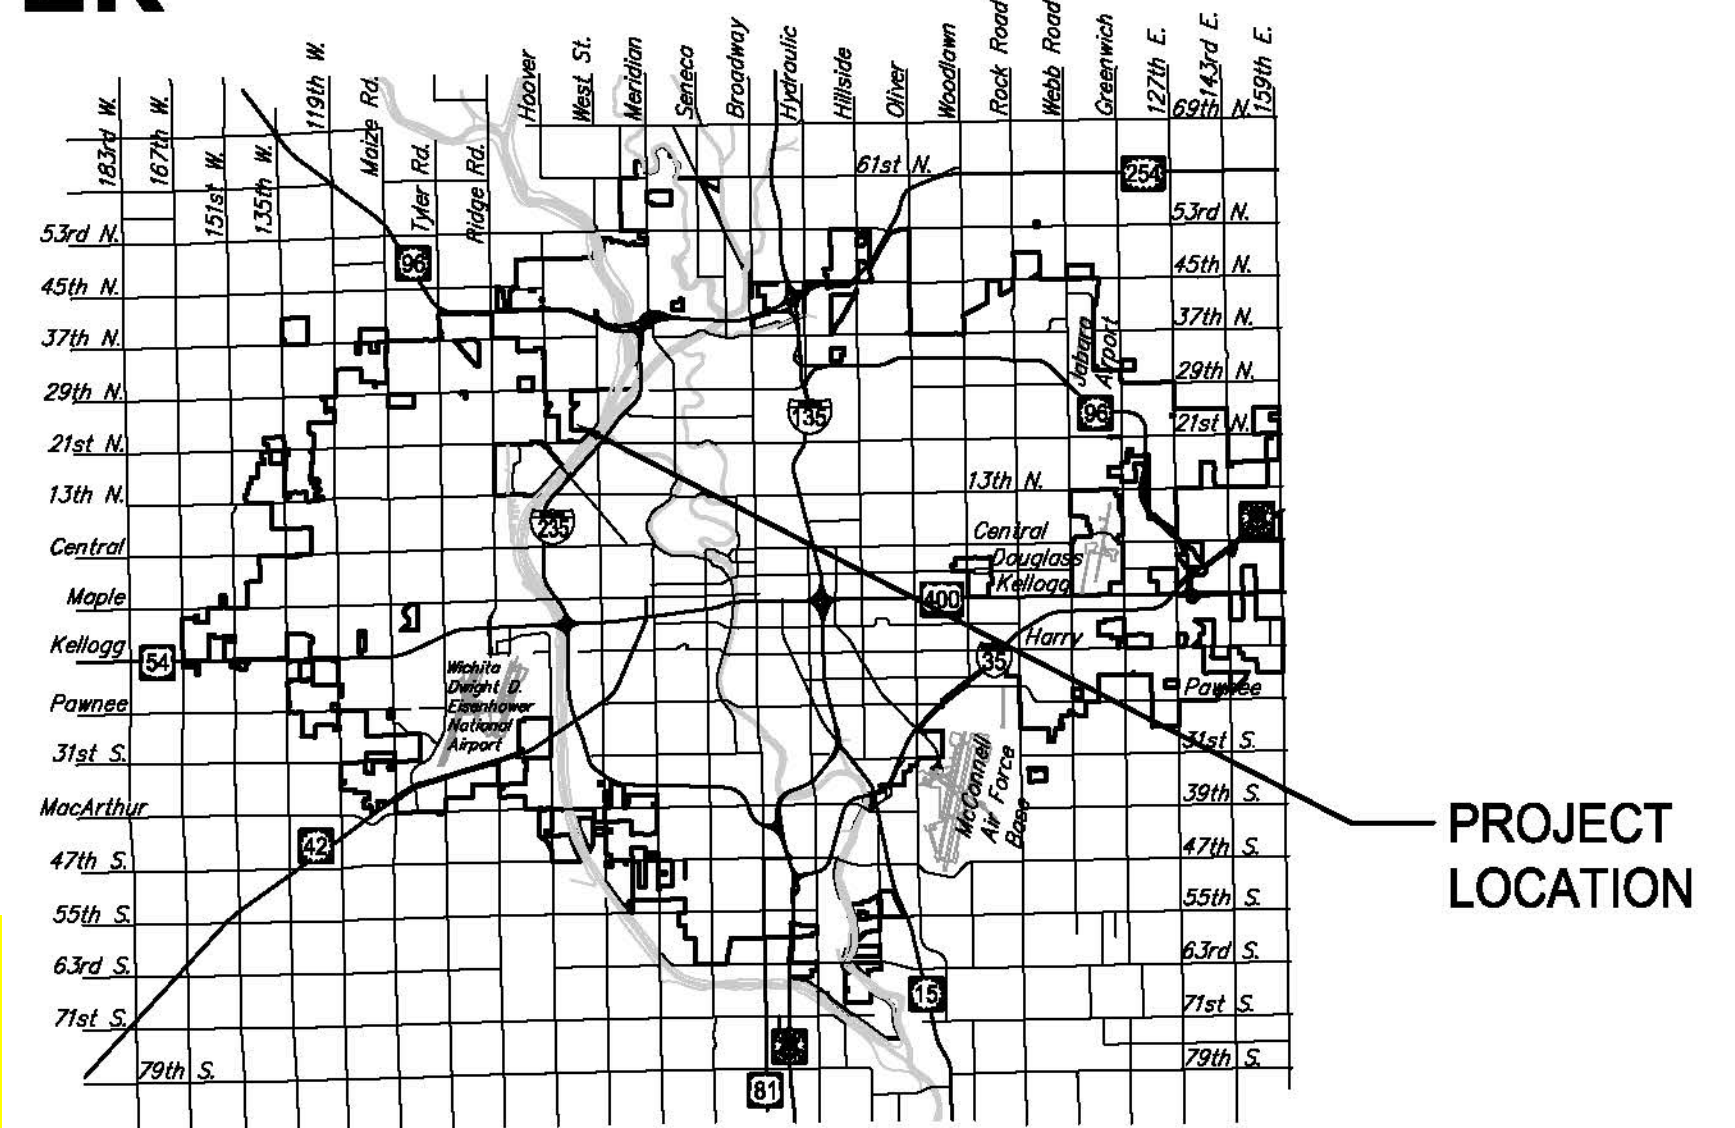 119th W.
Hoover
West St.
Meridian
Seneca
Broadway
Hydraulic
Hillside
Oliver
Woodlawn
Rock Road
Webb Road
Greenwich
127th E.
143rd E.
159th E.
183rd W.
167th W.
151st W.
135th W.
Maize Rd.
Tyler Rd.
Ridge Rd.
69th N.
61st N.
254
53rd N.
53rd N.
96
45th N.
45th N.
37th N.
37th N.
Jabara
Airport
29th N.
29th N.
135
96
21st N.
21st N.
13th N.
13th N.
235
Central
Central
Douglass
Kellogg
Maple
400
Kellogg
54
Harry
35
Wichita
Dwight D.
Eisenhower
National
Airport
Pawnee
Pawnee
31st S.
31st S.
McConnell
Air Force
Base
MacArthur
39th S.
PROJECT
LOCATION
42
47th S.
47th S.
55th S.
55th S.
63rd S.
63rd S.
15
71st S.
71st S.
79th S.
79th S.
81